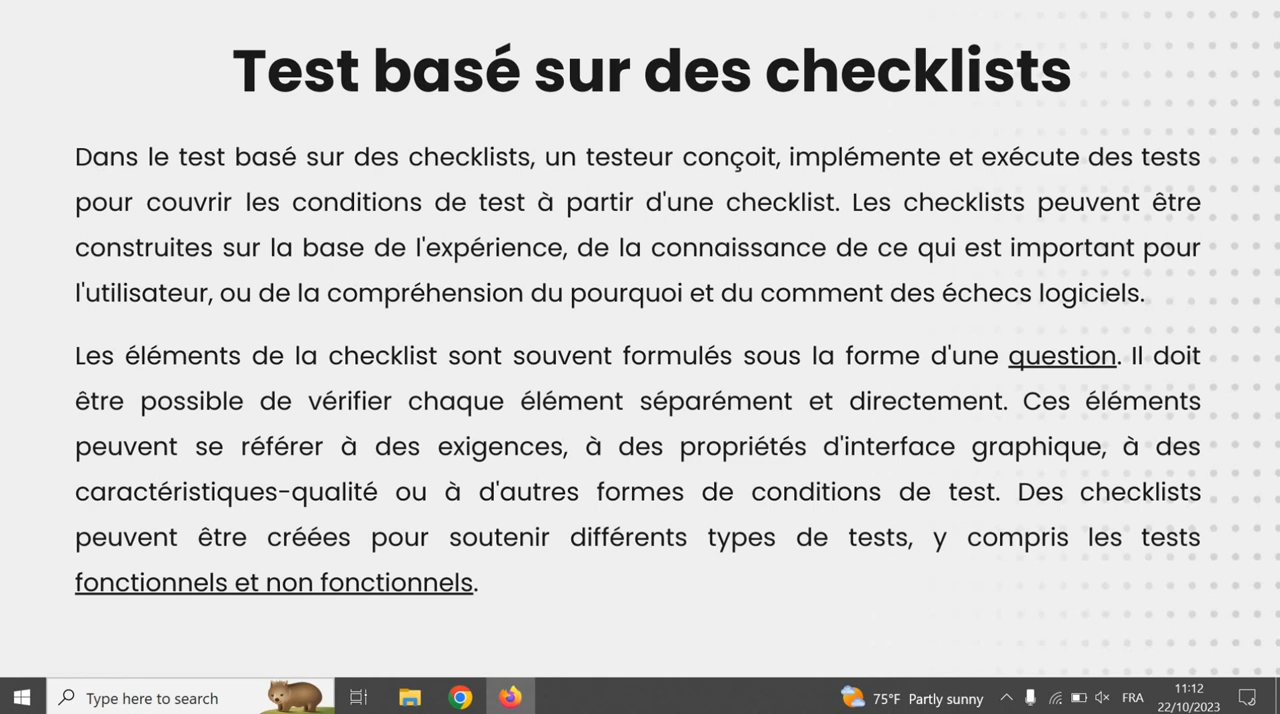 Test basé sur des checklists
Dans le test basé sur des checklists, un testeur conçoit, implémente et exécute des tests
pour couvrir les conditions de test à partir d'une checklist. Les checklists peuvent être
construites sur la base de l'expérience, de la connaissance de ce qui est important pour
l'utilisateur, ou de la compréhension du pourquoi et du comment des échecs logiciels.
Les éléments de la checklist sont souvent formulés sous la forme d'une question. Il doit
être possible de vérifier chaque élément séparément et directement. Ces éléments
peuvent se référer à des exigences, à des propriétés d'interface graphique, à des
caractéristiques-qualité ou à d'autres formes de conditions de test. Des checklists
peuvent être créées pour soutenir différents types de tests, y compris les tests
fonctionnels et non fonctionnels.
Type here to search
75°F Partly sunny
FRA
11:12
22/10/2023